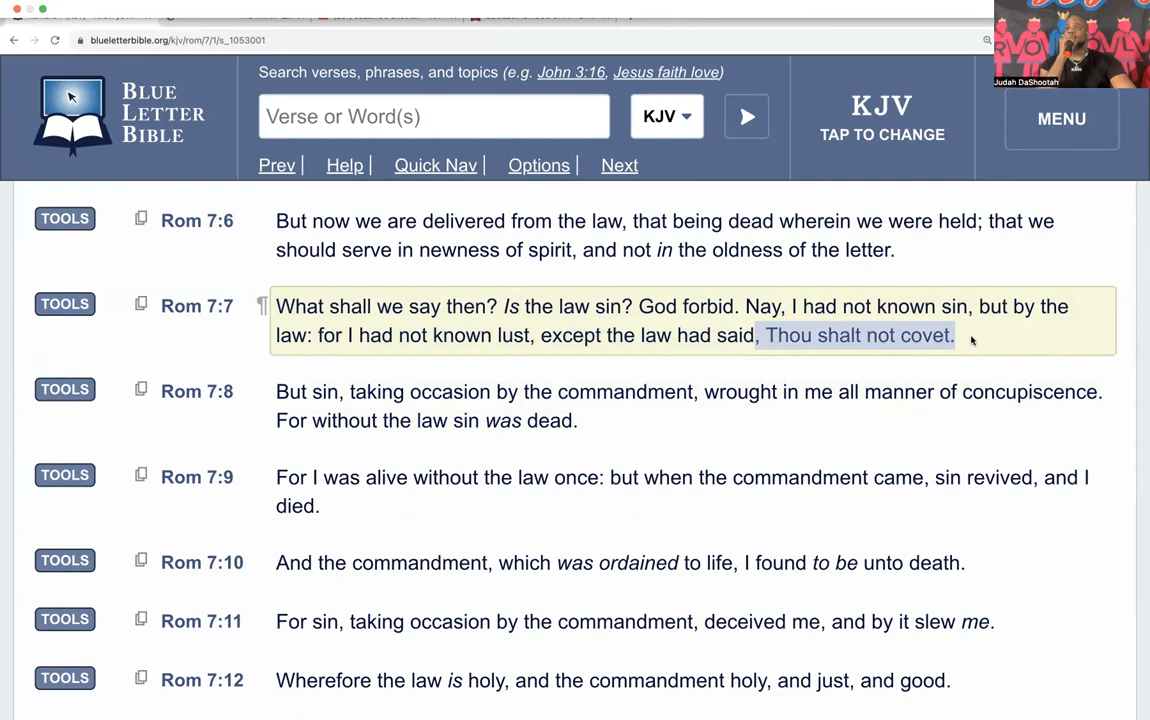 blueletterbible.org/kjv/rom/7/1/s_1053001
Judah DaShootah
BLUE
LETTER
BIBLE
Search verses, phrases, and topics (e.g. John 3:16, Jesus faith love)
Verse or Word(s)
KJV
Prev | Help | Quick Nav | Options | Next
KJV
TAP TO CHANGE
MENU
TOOLS Rom 7:6 But now we are delivered from the law, that being dead wherein we were held; that we
should serve in newness of spirit, and not in the oldness of the letter.
TOOLS Rom 7:7 ¶ What shall we say then? Is the law sin? God forbid. Nay, I had not known sin, but by the
law: for I had not known lust, except the law had said, Thou shalt not covet.
TOOLS Rom 7:8 But sin, taking occasion by the commandment, wrought in me all manner of concupiscence.
For without the law sin was dead.
TOOLS Rom 7:9 For I was alive without the law once: but when the commandment came, sin revived, and I
died.
TOOLS Rom 7:10 And the commandment, which was ordained to life, I found to be unto death.
TOOLS Rom 7:11 For sin, taking occasion by the commandment, deceived me, and by it slew me.
TOOLS Rom 7:12 Wherefore the law is holy, and the commandment holy, and just, and good.